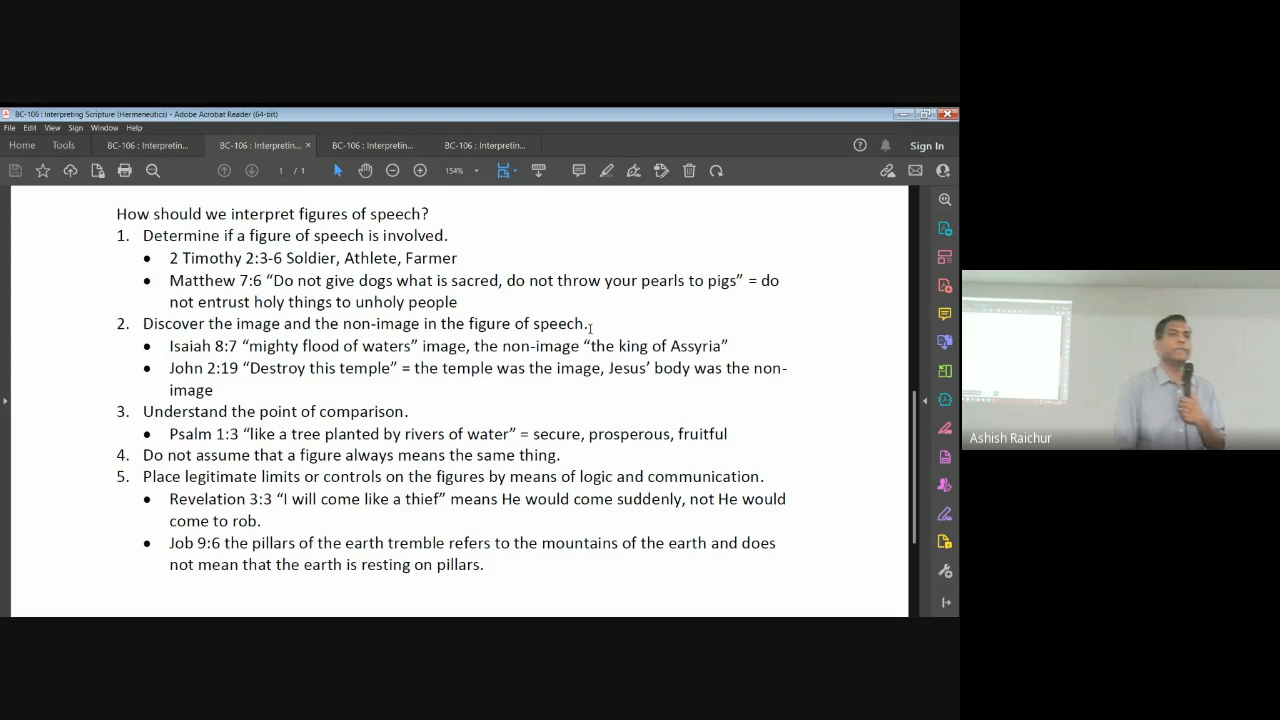 BC-106 : Interpreting Scripture (Hermeneutics) - Adobe Acrobat Reader (64-bit)
File Edit View Sign Window Help
Home Tools BC-106 : Interpretin... BC-106 : Interpretin... × BC-106 : Interpretin... BC-106 : Interpretin... Sign In
1 / 1 154%
How should we interpret figures of speech?
1. Determine if a figure of speech is involved.
• 2 Timothy 2:3-6 Soldier, Athlete, Farmer
• Matthew 7:6 “Do not give dogs what is sacred, do not throw your pearls to pigs” = do
not entrust holy things to unholy people
2. Discover the image and the non-image in the figure of speech.
• Isaiah 8:7 “mighty flood of waters” image, the non-image “the king of Assyria”
• John 2:19 “Destroy this temple” = the temple was the image, Jesus’ body was the non-
image
3. Understand the point of comparison.
• Psalm 1:3 “like a tree planted by rivers of water” = secure, prosperous, fruitful
4. Do not assume that a figure always means the same thing.
5. Place legitimate limits or controls on the figures by means of logic and communication.
• Revelation 3:3 “I will come like a thief” means He would come suddenly, not He would
come to rob.
• Job 9:6 the pillars of the earth tremble refers to the mountains of the earth and does
not mean that the earth is resting on pillars.
Ashish Raichur